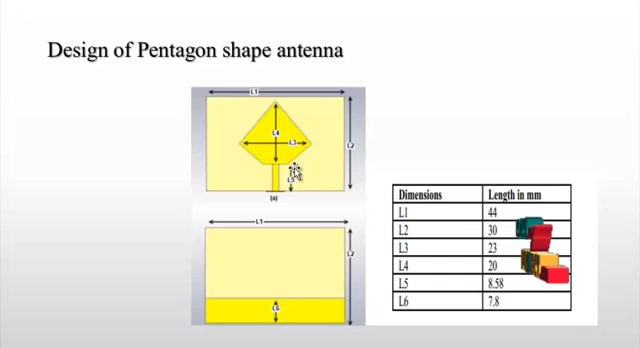 Design of Pentagon shape antenna
L1
L4
L3
L2
L5
(a)
L1
L2
L6
Dimensions Length in mm
L1 44
L2 30
L3 23
L4 20
L5 8.58
L6 7.8